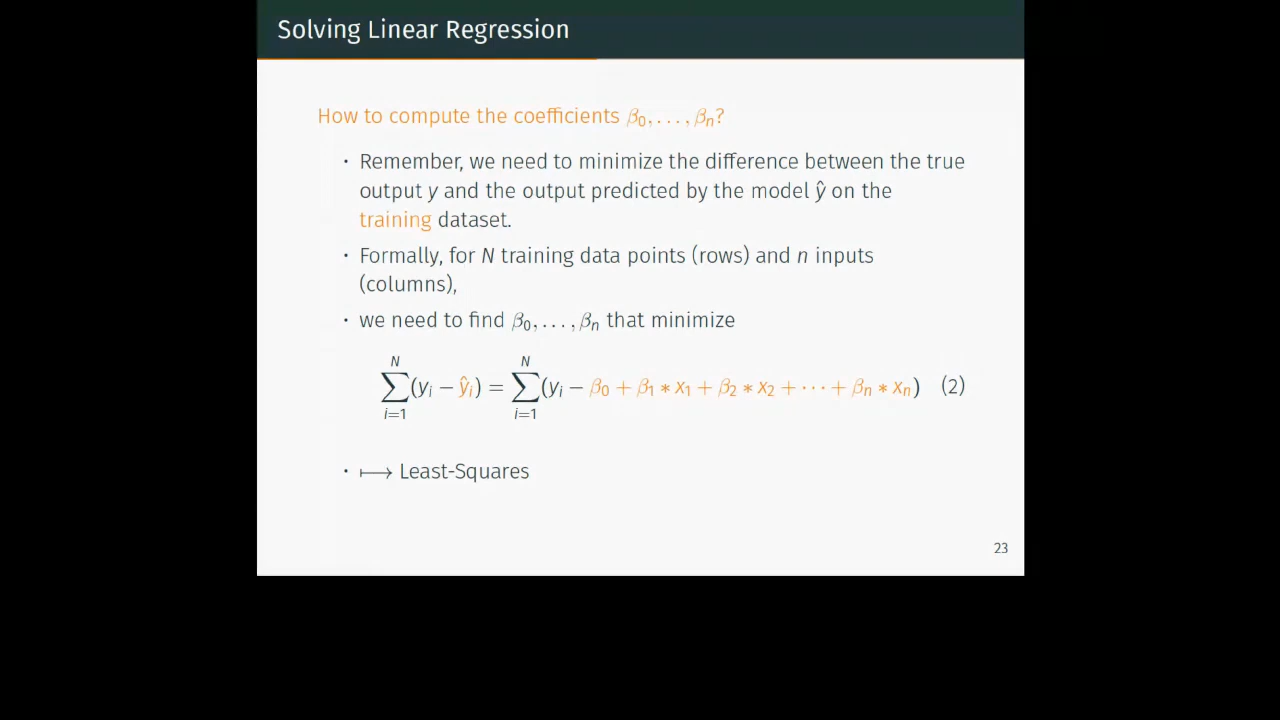 Solving Linear Regression
How to compute the coefficients β₀, . . . , βₙ?
· Remember, we need to minimize the difference between the true
output y and the output predicted by the model ŷ on the
training dataset.
· Formally, for N training data points (rows) and n inputs
(columns),
· we need to find β₀, . . . , βₙ that minimize
∑ᵢ₌₁ᴺ(yᵢ − ŷᵢ) = ∑ᵢ₌₁ᴺ(yᵢ − β₀ + β₁ ∗ x₁ + β₂ ∗ x₂ + · · · + βₙ ∗ xₙ) (2)
· ⟼ Least-Squares
23